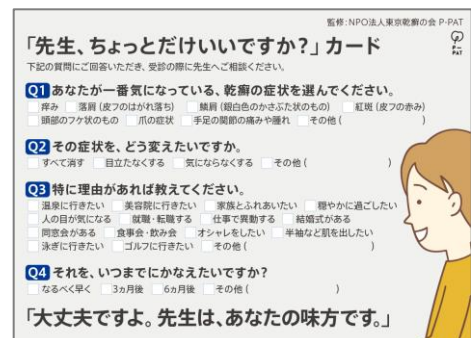 監修：NPO法人東京乾癬の会 P-PAT
「先生、ちょっとだけいいですか？」カード
P-PAT
下記の質問にご回答いただき、受診の際に先生へご相談ください。
Q1 あなたが一番気になっている、乾癬の症状を選んでください。
痒み 落屑（皮フのはがれ落ち） 鱗屑（銀白色のかさぶた状のもの） 紅斑（皮フの赤み）
頭部のフケ状のもの 爪の症状 手足の関節の痛みや腫れ その他（ ）
Q2 その症状を、どう変えたいですか。
すべて消す 目立たなくする 気にならなくする その他（ ）
Q3 特に理由があれば教えてください。
温泉に行きたい 美容院に行きたい 家族とふれあいたい 穏やかに過ごしたい
人の目が気になる 就職・転職する 仕事で異動する 結婚式がある
同窓会がある 食事会・飲み会 オシャレをしたい 半袖など肌を出したい
泳ぎに行きたい ゴルフに行きたい その他（ ）
Q4 それを、いつまでにかなえたいですか？
なるべく早く 3ヵ月後 6ヵ月後 その他（ ）
「大丈夫ですよ。先生は、あなたの味方です。」